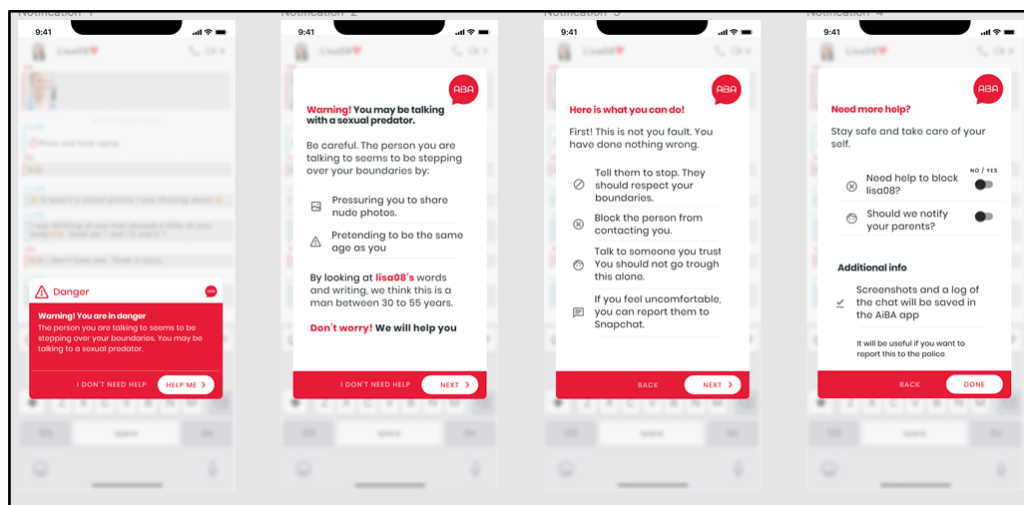 Notification - 1
9:41
Lisa08
Danger
Warning! You are in danger
The person you are talking to seems to be
stepping over your boundaries. You may be
talking to a sexual predator.
I DON'T NEED HELP
HELP ME
space
Notification - 2
9:41
Lisa08
AiBA
Warning! You may be talking
with a sexual predator.
Be careful. The person you are
talking to seems to be stepping
over your boundaries by:
Pressuring you to share
nude photos.
Pretending to be the same
age as you
By looking at lisa08's words
and writing, we think this is a
man between 30 to 55 years.
Don't worry! We will help you
I DON'T NEED HELP
NEXT
space
Notification - 3
9:41
Lisa08
AiBA
Here is what you can do!
First! This is not you fault. You
have done nothing wrong.
Tell them to stop. They
should respect your
boundaries.
Block the person from
contacting you.
Talk to someone you trust
You should not go trough
this alone.
If you feel uncomfortable,
you can report them to
Snapchat.
BACK
NEXT
space
Notification - 4
9:41
Lisa08
AiBA
Need more help?
Stay safe and take care of your
self.
NO / YES
Need help to block
lisa08?
Should we notify
your parents?
Additional info
Screenshots and a log of
the chat will be saved in
the AiBA app
It will be useful if you want to
report this to the police
BACK
DONE
space